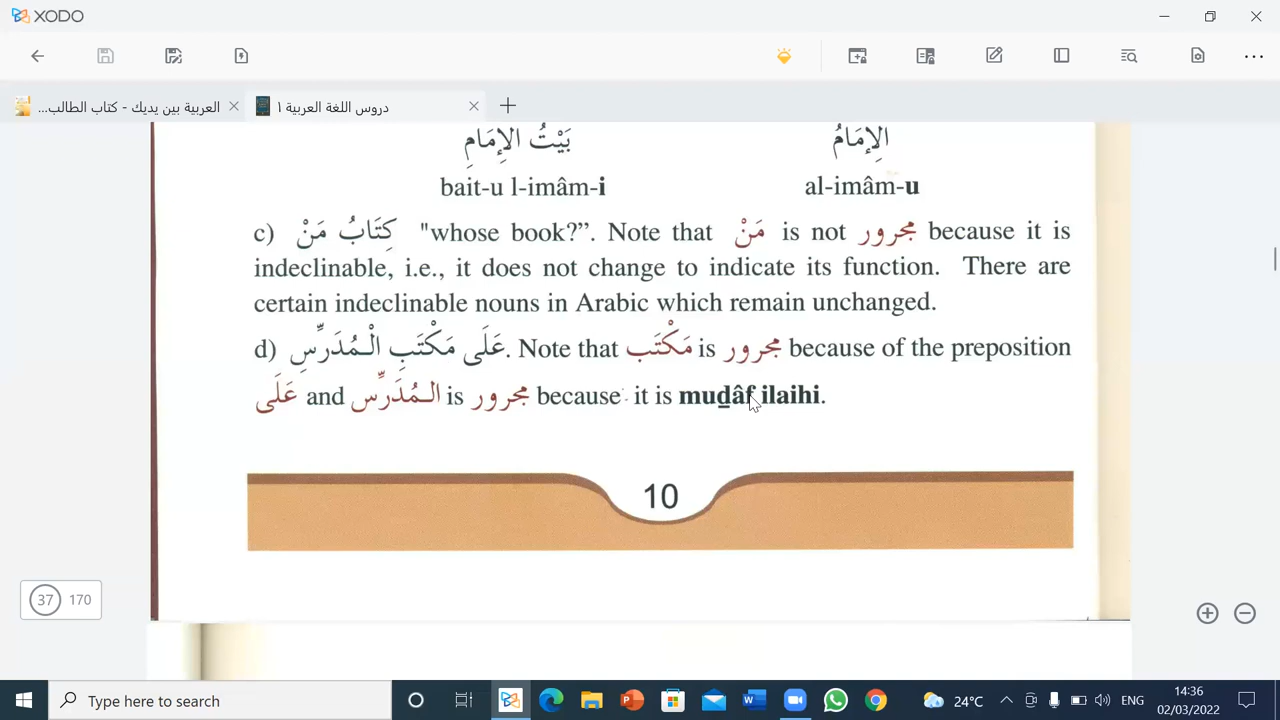 XODO
العربية بين يديك - كتاب الطالب...
دروس اللغة العربية ١
بَيْتُ الإِمَامِ
الإِمَامُ
bait-u l-imâm-i
al-imâm-u
c) كِتَابُ مَنْ "whose book?”. Note that مَنْ is not مجرور because it is
indeclinable, i.e., it does not change to indicate its function. There are
certain indeclinable nouns in Arabic which remain unchanged.
d) عَلَى مَكْتَبِ الْـمُدَرِّسِ. Note that مَكْتَب is مجرور because of the preposition
عَلَى and الـمُدَرِّس is مجرور because it is muḏâf ilaihi.
10
37 170
Type here to search
24°C
ENG
14:36
02/03/2022